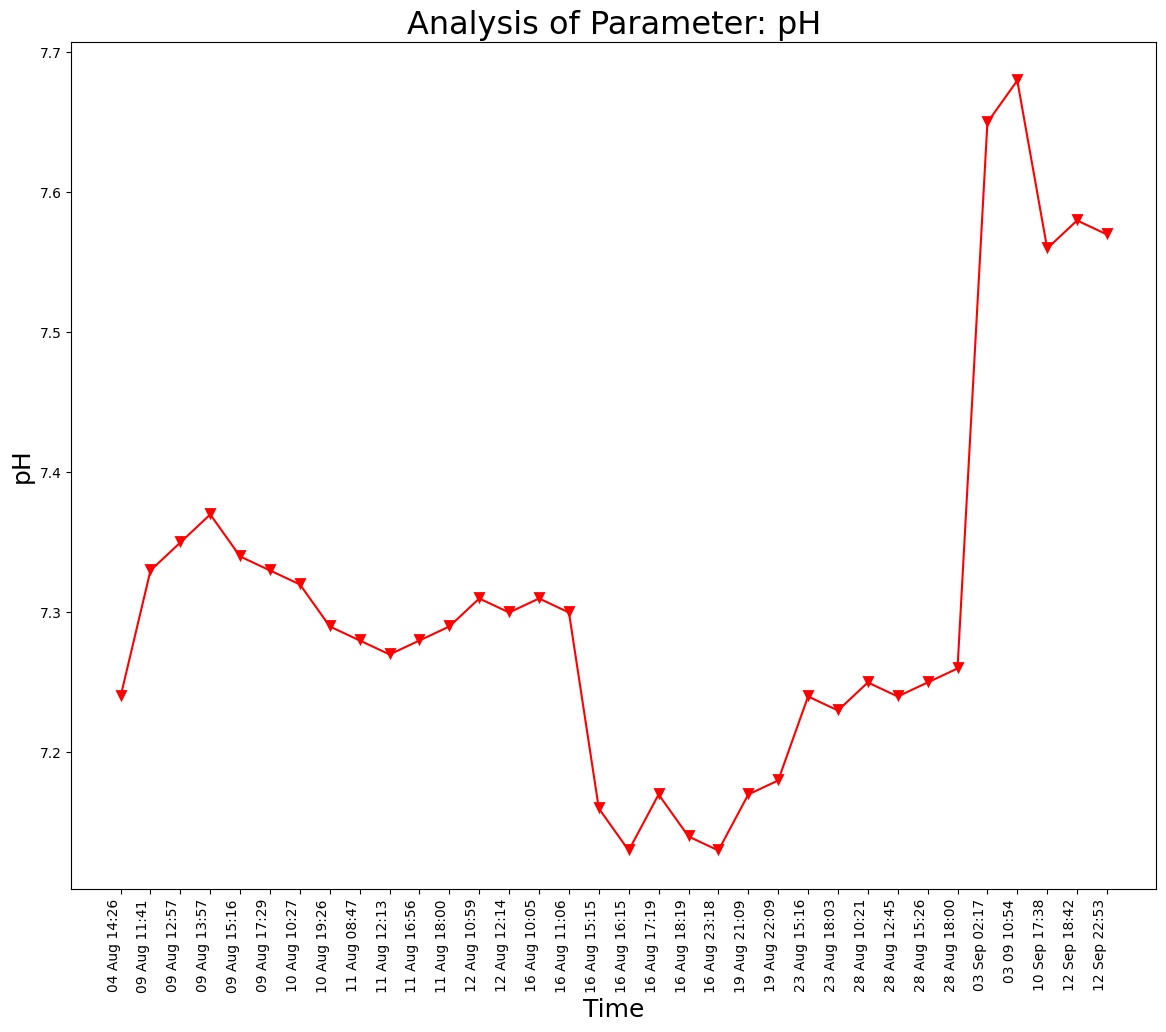 Analysis of Parameter: pH
7.7
7.6
7.5
7.4
7.3
7.2
pH
04 Aug 14:26
09 Aug 11:41
09 Aug 12:57
09 Aug 13:57
09 Aug 15:16
09 Aug 17:29
10 Aug 10:27
10 Aug 19:26
11 Aug 08:47
11 Aug 12:13
11 Aug 16:56
11 Aug 18:00
12 Aug 10:59
12 Aug 12:14
16 Aug 10:05
16 Aug 11:06
16 Aug 15:15
16 Aug 16:15
16 Aug 17:19
16 Aug 18:19
16 Aug 23:18
19 Aug 21:09
19 Aug 22:09
23 Aug 15:16
23 Aug 18:03
28 Aug 10:21
28 Aug 12:45
28 Aug 15:26
28 Aug 18:00
03 Sep 02:17
03 09 10:54
10 Sep 17:38
12 Sep 18:42
12 Sep 22:53
Time